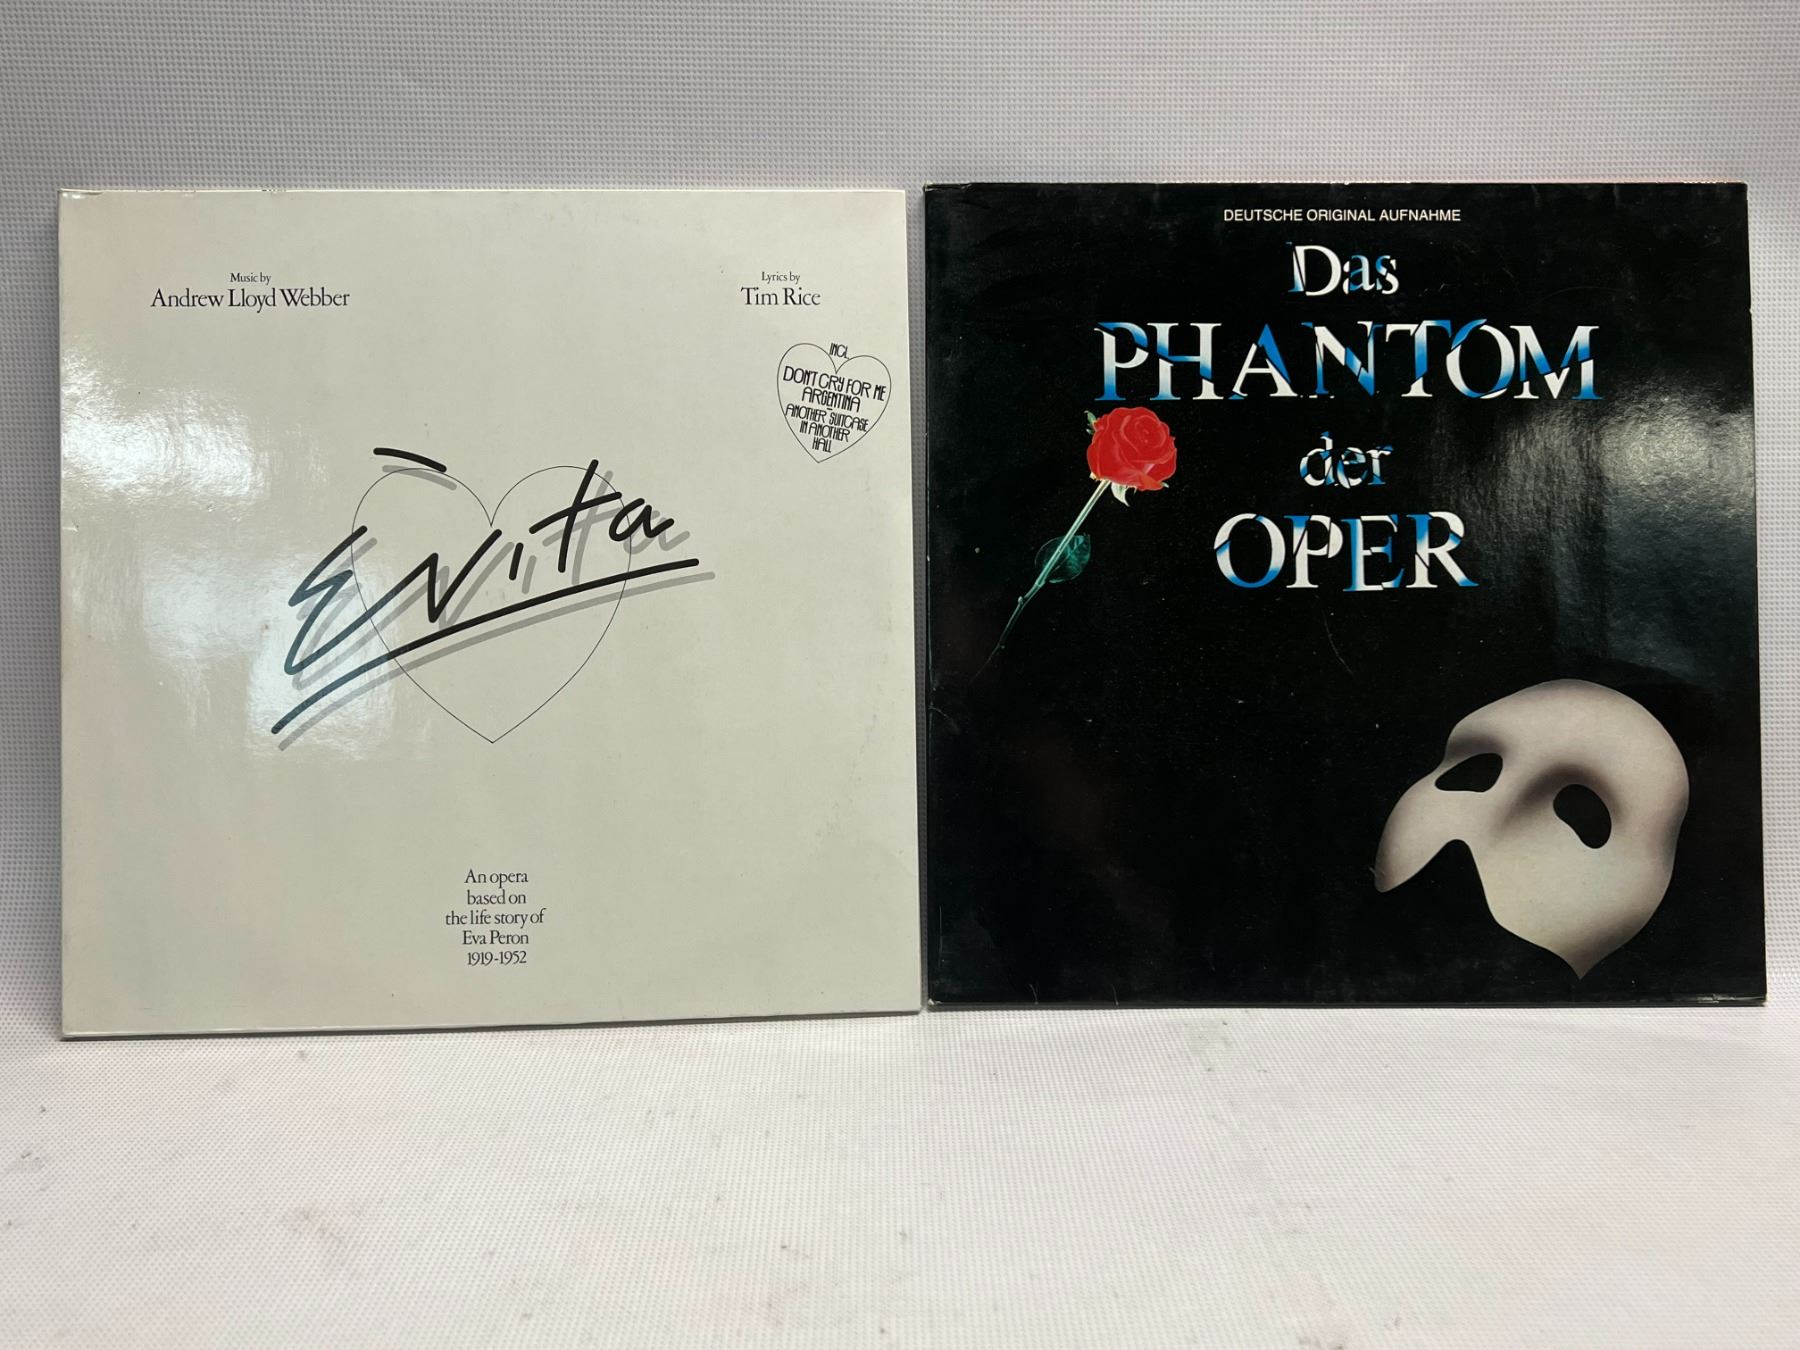 Music by
Andrew Lloyd Webber
Lyrics by
Tim Rice
INCL.
DON'T CRY FOR ME
ARGENTINA
-
ANOTHER SUITCASE
IN ANOTHER
HALL
Evita
An opera
based on
the life story of
Eva Peron
1919-1952
DEUTSCHE ORIGINAL AUFNAHME
Das
PHANTOM
der
OPER